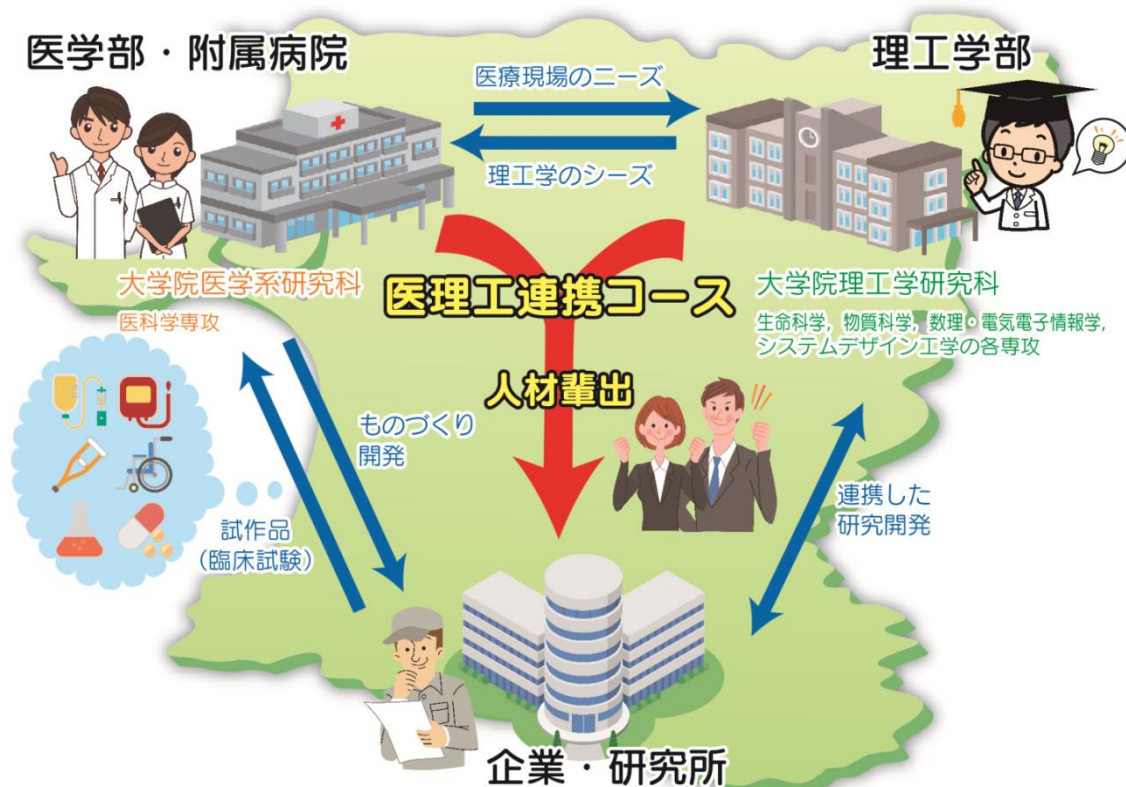 医学部・附属病院
理工学部
医療現場のニーズ
理工学のシーズ
大学院医学系研究科
医科学専攻
医理工連携コース
大学院理工学研究科
生命科学，物質科学，数理・電気電子情報学，
システムデザイン工学の各専攻
人材輩出
ものづくり
開発
試作品
（臨床試験）
連携した
研究開発
企業・研究所